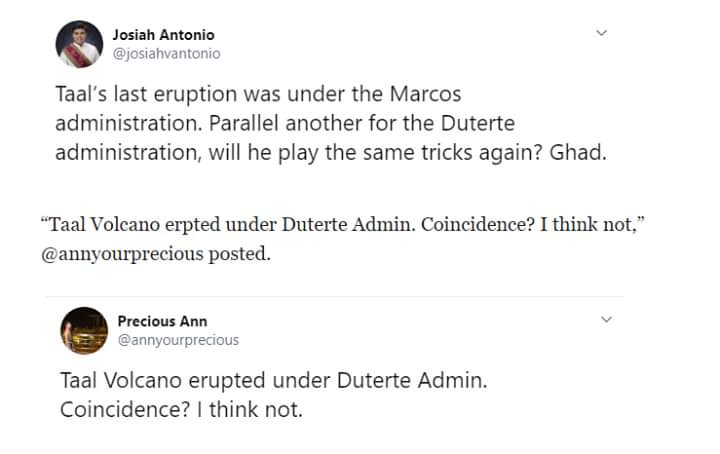 Josiah Antonio
@josiahvantonio
Taal's last eruption was under the Marcos
administration. Parallel another for the Duterte
administration, will he play the same tricks again? Ghad.
“Taal Volcano erpted under Duterte Admin. Coincidence? I think not,”
@annyourprecious posted.
Precious Ann
@annyourprecious
Taal Volcano erupted under Duterte Admin.
Coincidence? I think not.